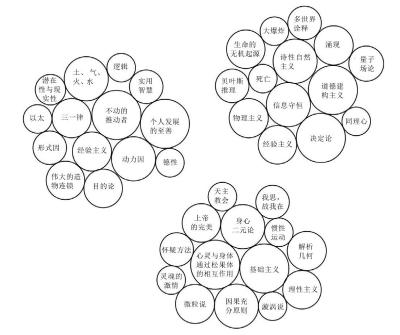 土、气、
火、水
逻辑
潜在
性与现
实性
实用
智慧
以太
三一律
不动的
推动者
个人发展
的至善
形式因
经验主义
动力因
德性
伟大的造
物连锁
目的论
多世界
诠释
大爆炸
生命的
无机起源
诗性自然
主义
涌现
量子
场论
贝叶斯
推理
死亡
道德建
构主义
信息守恒
物理主义
同理心
经验主义
决定论
天主
教会
我思,
故我在
上帝
的完美
身心
二元论
惯性
运动
怀疑方法
心灵与身体
通过松果体
的相互作用
解析
几何
基础主义
灵魂的
激情
理性主义
微粒说
因果充
分原则
漩涡说